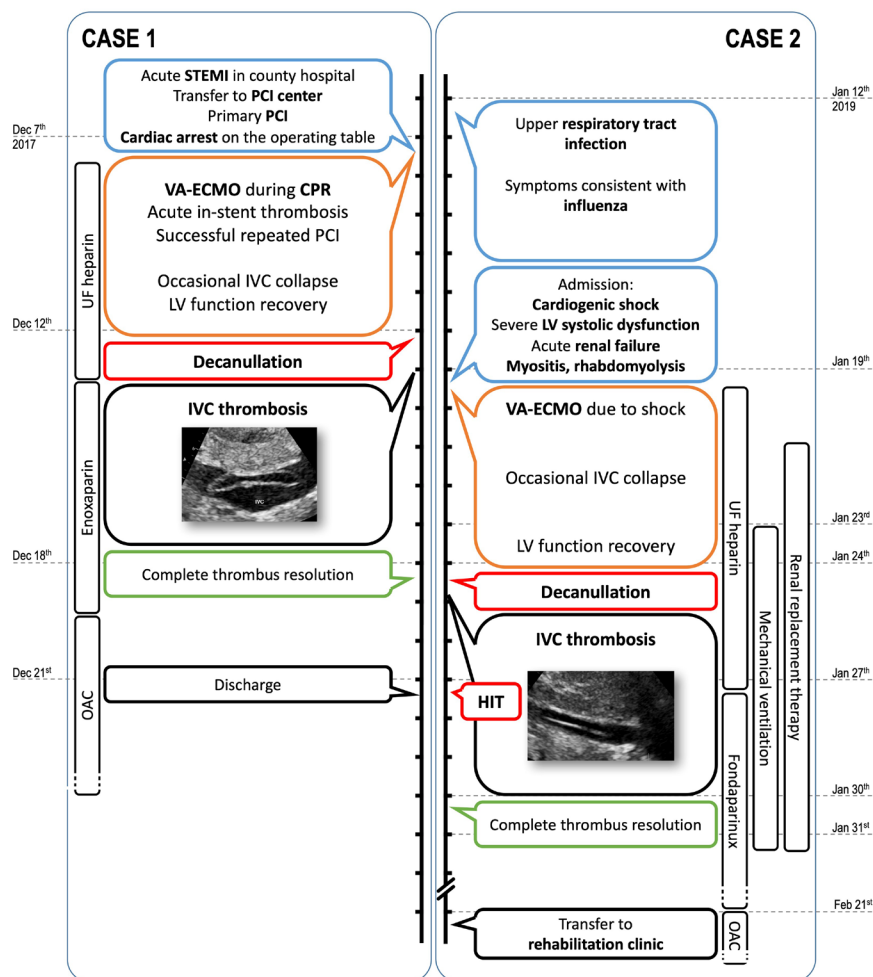 CASE 1
Dec 7th
2017
Dec 12th
Dec 18th
Dec 21st
UF heparin
Enoxaparin
OAC
Acute STEMI in county hospital
Transfer to PCI center
Primary PCI
Cardiac arrest on the operating table
VA-ECMO during CPR
Acute in-stent thrombosis
Successful repeated PCI
Occasional IVC collapse
LV function recovery
Decanullation
IVC thrombosis
IVC
Complete thrombus resolution
Discharge
CASE 2
Jan 12th
2019
Jan 19th
Jan 23rd
Jan 24th
Jan 27th
Jan 30th
Jan 31st
Feb 21st
Upper respiratory tract
infection
Symptoms consistent with
influenza
Admission:
Cardiogenic shock
Severe LV systolic dysfunction
Acute renal failure
Myositis, rhabdomyolysis
VA-ECMO due to shock
Occasional IVC collapse
LV function recovery
Decanullation
IVC thrombosis
HIT
Complete thrombus resolution
Transfer to
rehabilitation clinic
UF heparin
Fondaparinux
OAC
Mechanical ventilation
Renal replacement therapy